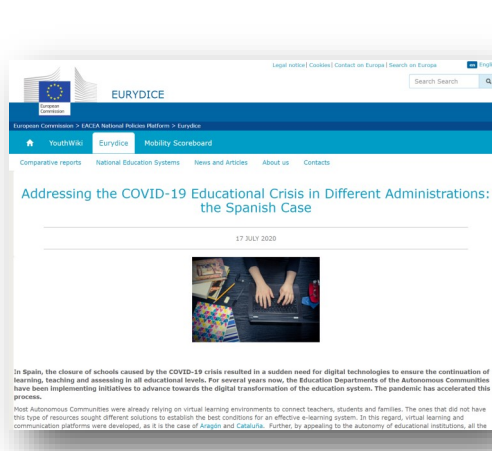 Legal notice| Cookies| Contact on Europa| Search on Europa en Engli
Search Search
European
Commission
EURYDICE
European Commission > EACEA National Policies Platform > Eurydice
YouthWiki Eurydice Mobility Scoreboard
Comparative reports National Education Systems News and Articles About us Contacts
Addressing the COVID-19 Educational Crisis in Different Administrations:
the Spanish Case
17 JULY 2020
In Spain, the closure of schools caused by the COVID-19 crisis resulted in a sudden need for digital technologies to ensure the continuation of
learning, teaching and assessing in all educational levels. For several years now, the Education Departments of the Autonomous Communities
have been implementing initiatives to advance towards the digital transformation of the education system. The pandemic has accelerated this
process.
Most Autonomous Communities were already relying on virtual learning environments to connect teachers, students and families. The ones that did not have
this type of resources sought different solutions to establish the best conditions for an effective e-learning system. In this regard, virtual learning and
communication platforms were developed, as it is the case of Aragón and Cataluña. Further, by appealing to the autonomy of educational institutions, all the